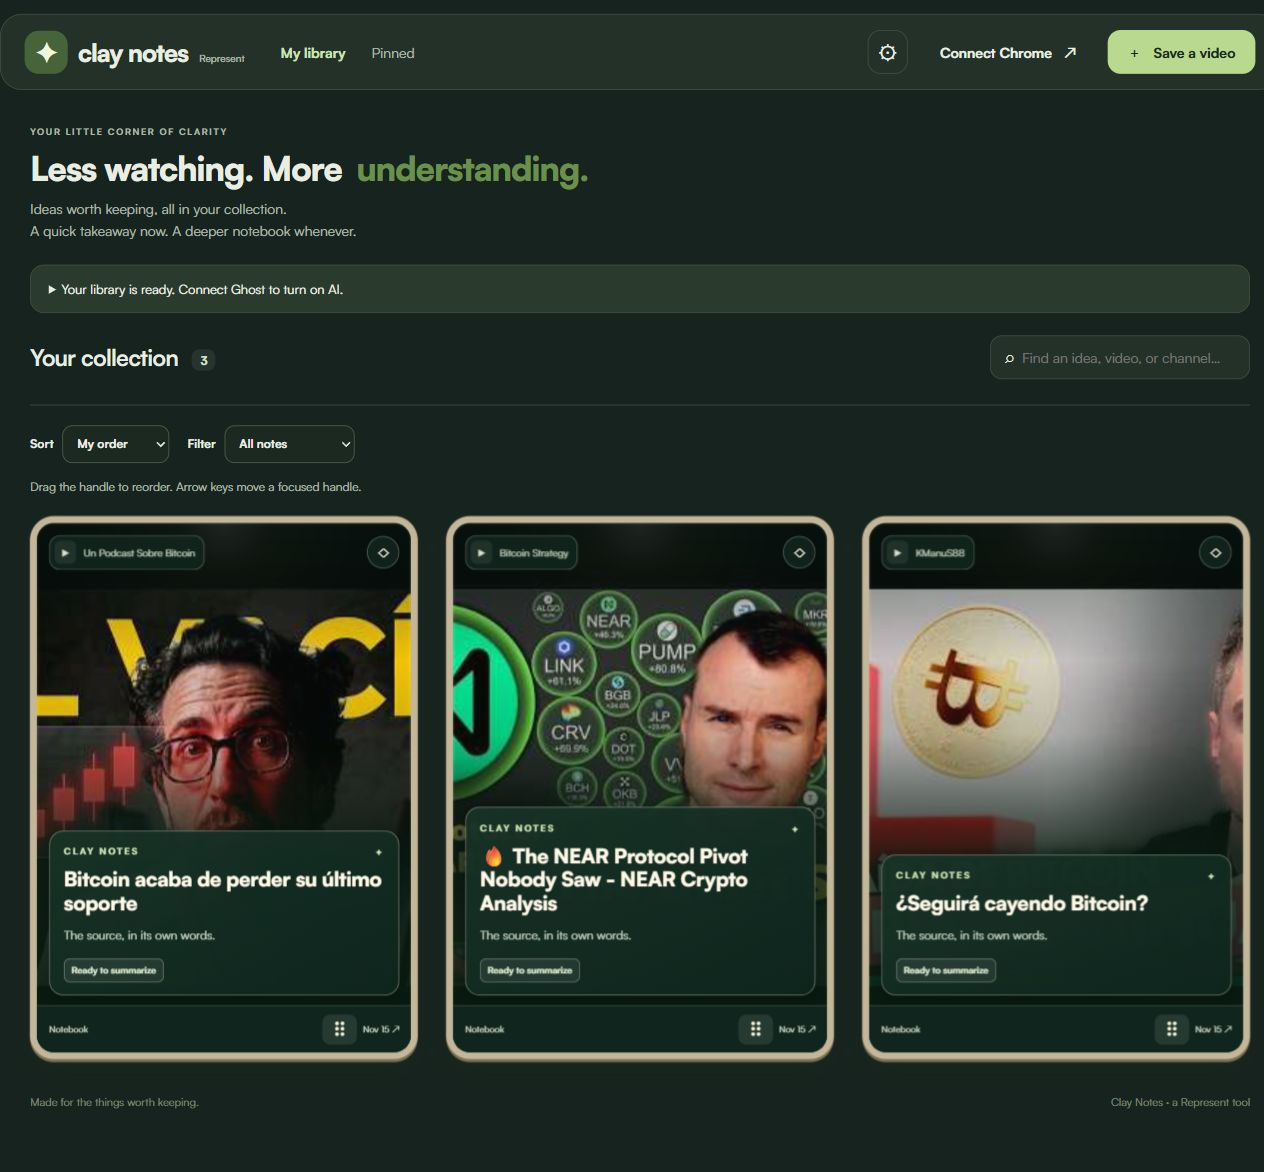 clay notes Represent My library Pinned Connect Chrome ↗ + Save a video
YOUR LITTLE CORNER OF CLARITY
Less watching. More understanding.
Ideas worth keeping, all in your collection.
A quick takeaway now. A deeper notebook whenever.
Your library is ready. Connect Ghost to turn on AI.
Your collection 3
Find an idea, video, or channel...
Sort My order Filter All notes
Drag the handle to reorder. Arrow keys move a focused handle.
Un Podcast Sobre Bitcoin
CLAY NOTES
Bitcoin acaba de perder su último
soporte
The source, in its own words.
Ready to summarize
Notebook
Nov 15 ↗
Bitcoin Strategy
ALGO
NEAR
+46.3%
MKR
LINK
+61.1%
PUMP
+80.8%
BGB
JLP
CRV
+69.9%
DOT
BCH
OKB
CLAY NOTES
🔥 The NEAR Protocol Pivot
Nobody Saw - NEAR Crypto
Analysis
The source, in its own words.
Ready to summarize
Notebook
Nov 15 ↗
KManuS88
CLAY NOTES
¿Seguirá cayendo Bitcoin?
The source, in its own words.
Ready to summarize
Notebook
Nov 15 ↗
Made for the things worth keeping.
Clay Notes · a Represent tool